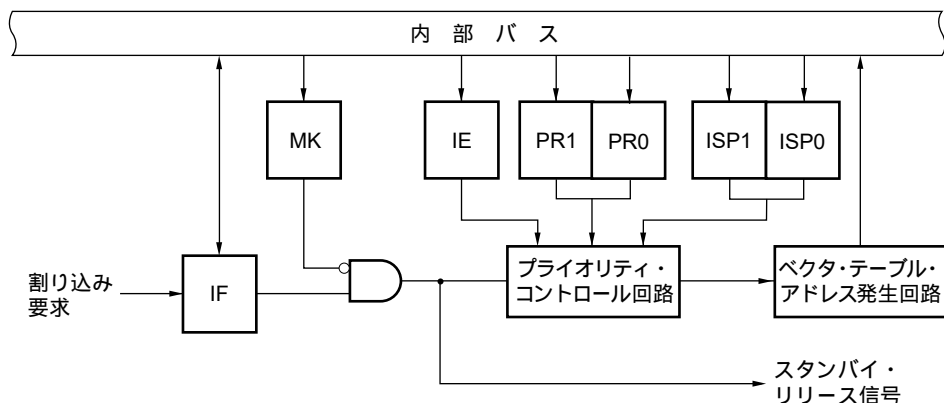 内部バス
MK
IE
PR1
PR0
ISP1
ISP0
割り込み
要求
IF
プライオリティ・
コントロール回路
ベクタ・テーブル・
アドレス発生回路
スタンバイ・
リリース信号